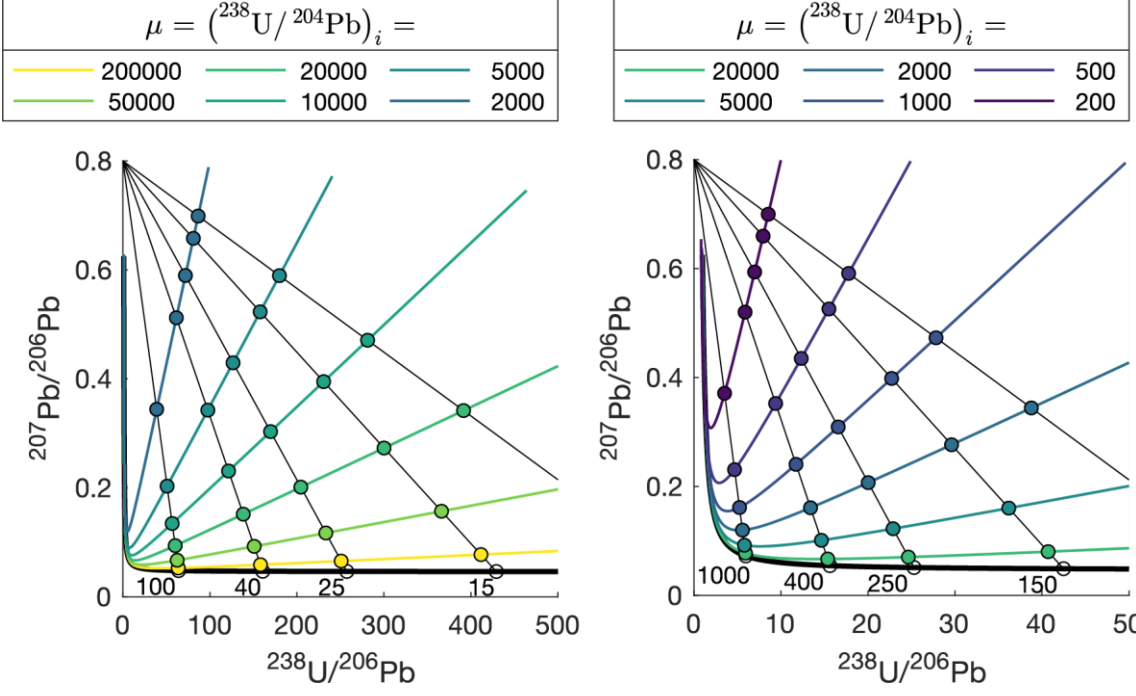 μ = (²³⁸U/ ²⁰⁴Pb)ᵢ =
200000 20000 5000
50000 10000 2000
0.8
0.6
0.4
0.2
0
²⁰⁷Pb/²⁰⁶Pb
100 40 25 15
0 100 200 300 400 500
²³⁸U/²⁰⁶Pb
μ = (²³⁸U/ ²⁰⁴Pb)ᵢ =
20000 2000 500
5000 1000 200
0.8
0.6
0.4
0.2
0
²⁰⁷Pb/²⁰⁶Pb
1000 400 250 150
0 10 20 30 40 50
²³⁸U/²⁰⁶Pb